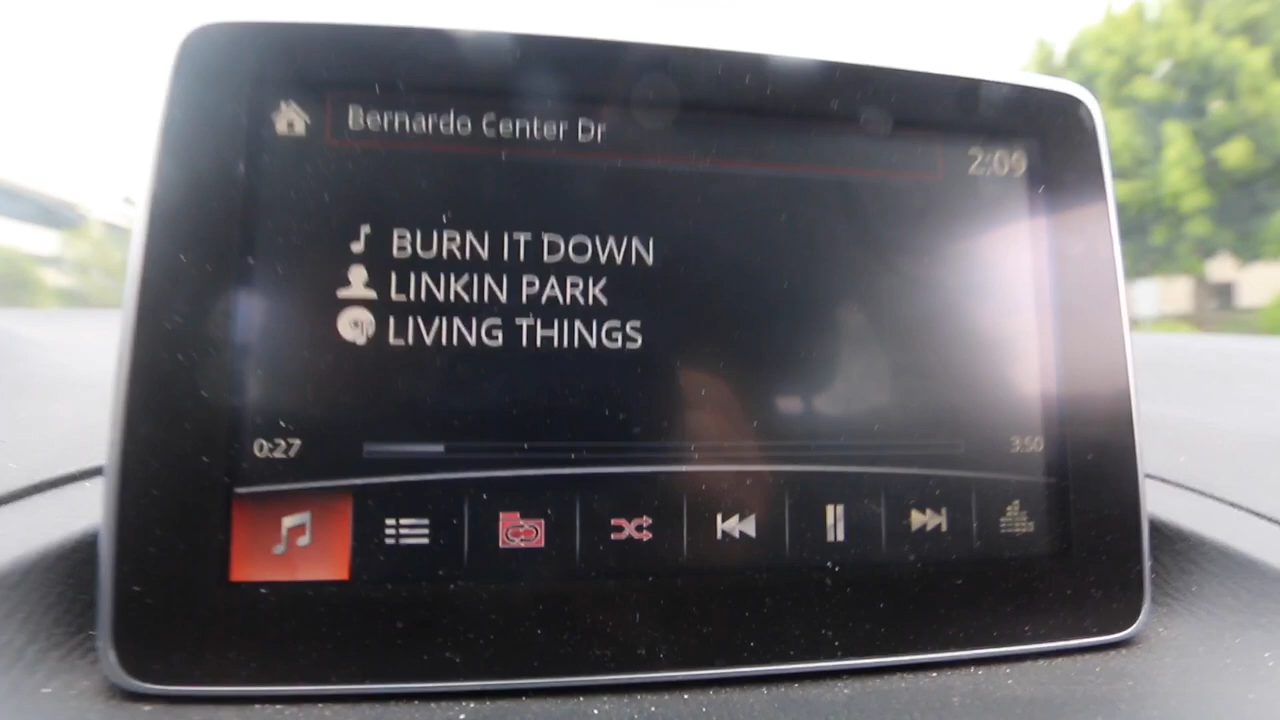 Bernardo Center Dr
2:09
BURN IT DOWN
LINKIN PARK
LIVING THINGS
0:27
3:50